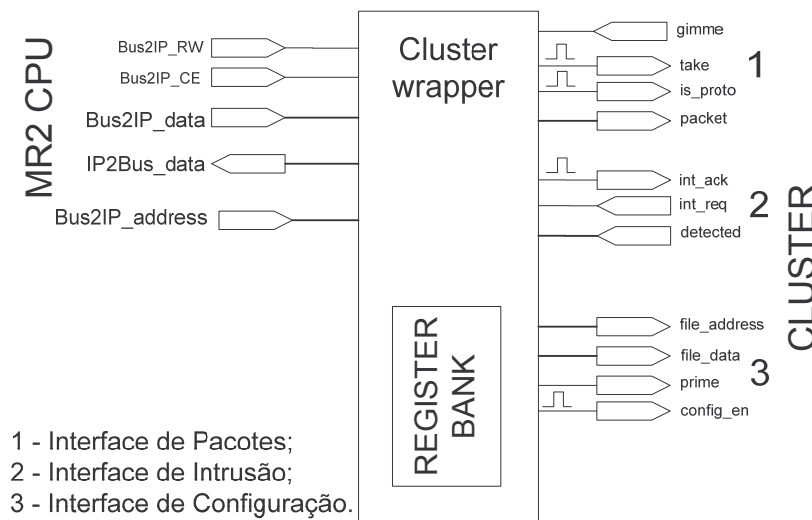 MR2 CPU
Bus2IP_RW
Bus2IP_CE
Bus2IP_data
IP2Bus_data
Bus2IP_address
Cluster
wrapper
REGISTER
BANK
gimme
take
is_proto
packet
1
int_ack
int_req
detected
2
file_address
file_data
prime
config_en
3
CLUSTER
1 - Interface de Pacotes;
2 - Interface de Intrusão;
3 - Interface de Configuração.